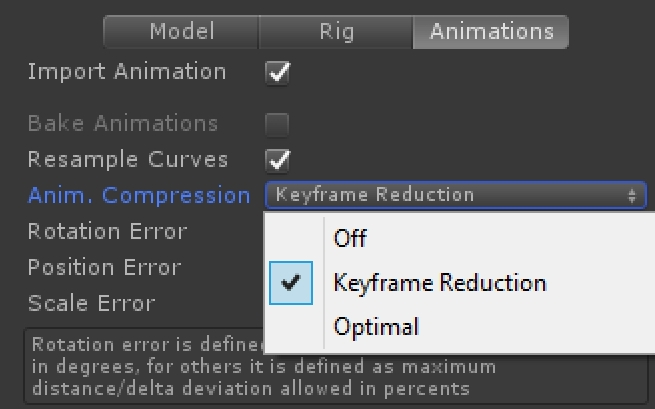 Model Rig Animations
Import Animation
Bake Animations
Resample Curves
Anim. Compression Keyframe Reduction
Rotation Error Off
Position Error Keyframe Reduction
Scale Error Optimal
Rotation error is define
in degrees, for others it is defined as maximum
distance/delta deviation allowed in percents